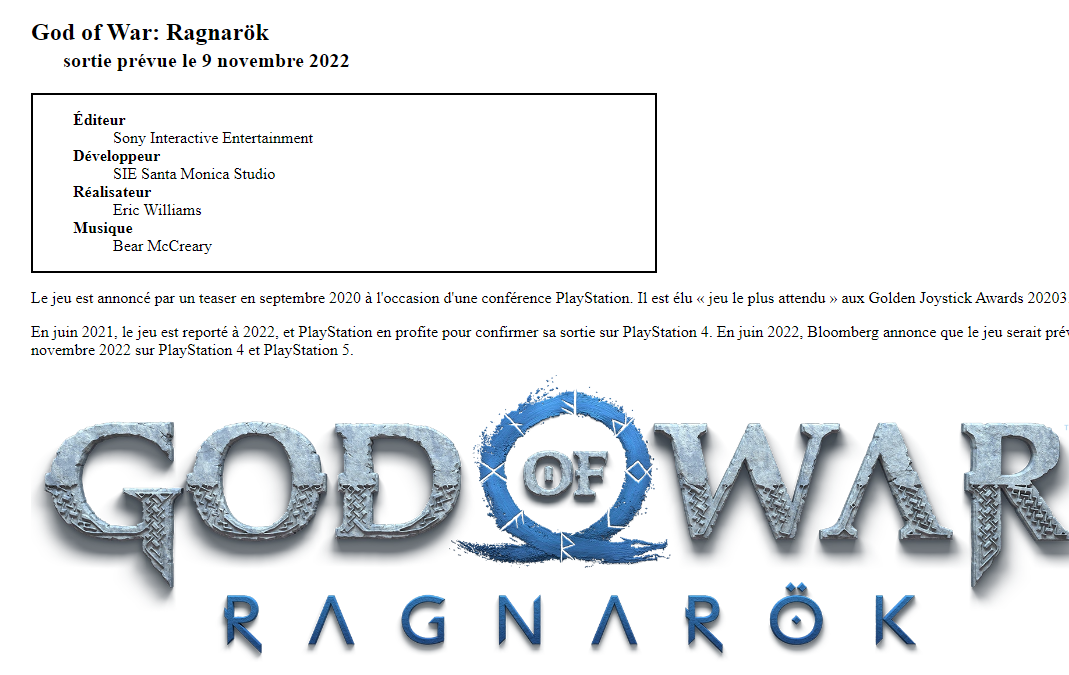 God of War: Ragnarök
sortie prévue le 9 novembre 2022
Éditeur
Sony Interactive Entertainment
Développeur
SIE Santa Monica Studio
Réalisateur
Eric Williams
Musique
Bear McCreary
Le jeu est annoncé par un teaser en septembre 2020 à l'occasion d'une conférence PlayStation. Il est élu « jeu le plus attendu » aux Golden Joystick Awards 20203
En juin 2021, le jeu est reporté à 2022, et PlayStation en profite pour confirmer sa sortie sur PlayStation 4. En juin 2022, Bloomberg annonce que le jeu serait
novembre 2022 sur PlayStation 4 et PlayStation 5.
GOD OF WAR
RAGNARÖK